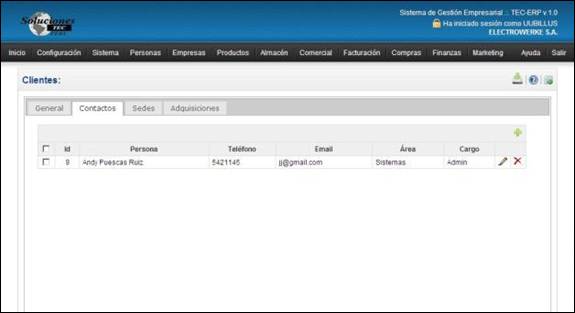 Soluciones
TEC
PERU
Sistema de Gestión Empresarial :: TEC-ERP v 1.0
Ha iniciado sesión como UUBILLUS
ELECTROWERKE S.A.
Inicio Configuración Sistema Personas Empresas Productos Almacén Comercial Facturación Compras Finanzas Marketing Ayuda Salir
Clientes:
General Contactos Sedes Adquisiciones
Id Persona Teléfono Email Área Cargo
9 Andy Puescas Ruiz 5421145 jj@gmail.com Sistemas Admin